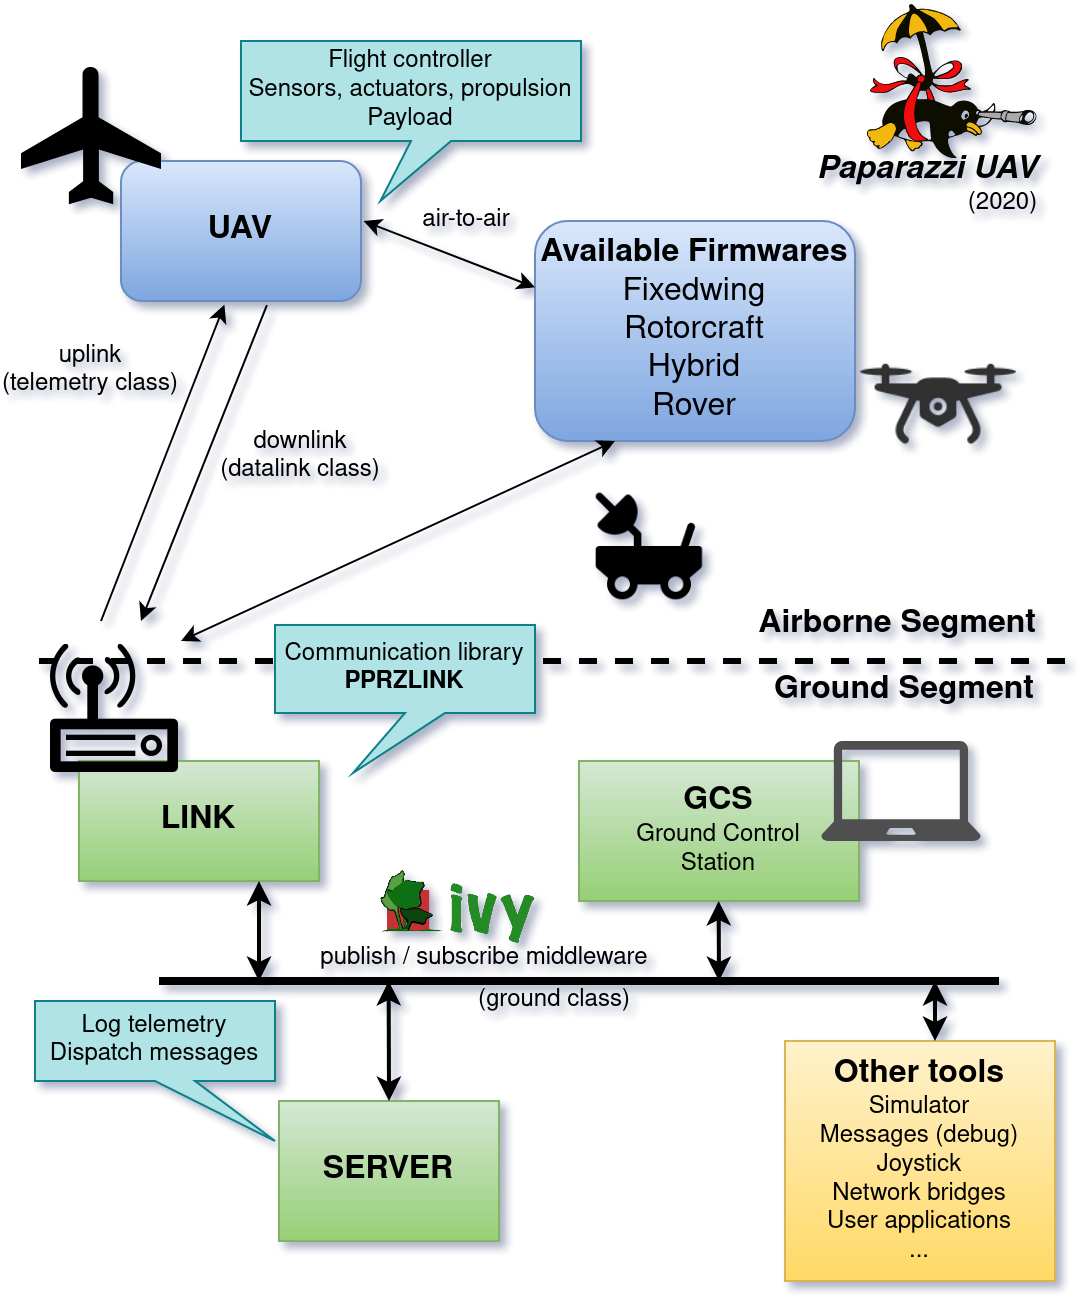 Flight controller
Sensors, actuators, propulsion
Payload
Paparazzi UAV
(2020)
UAV
air-to-air
Available Firmwares
Fixedwing
Rotorcraft
Hybrid
Rover
uplink
(telemetry class)
downlink
(datalink class)
Airborne Segment
Communication library
PPRZLINK
Ground Segment
LINK
GCS
Ground Control
Station
ivy
publish / subscribe middleware
(ground class)
Log telemetry
Dispatch messages
SERVER
Other tools
Simulator
Messages (debug)
Joystick
Network bridges
User applications
...